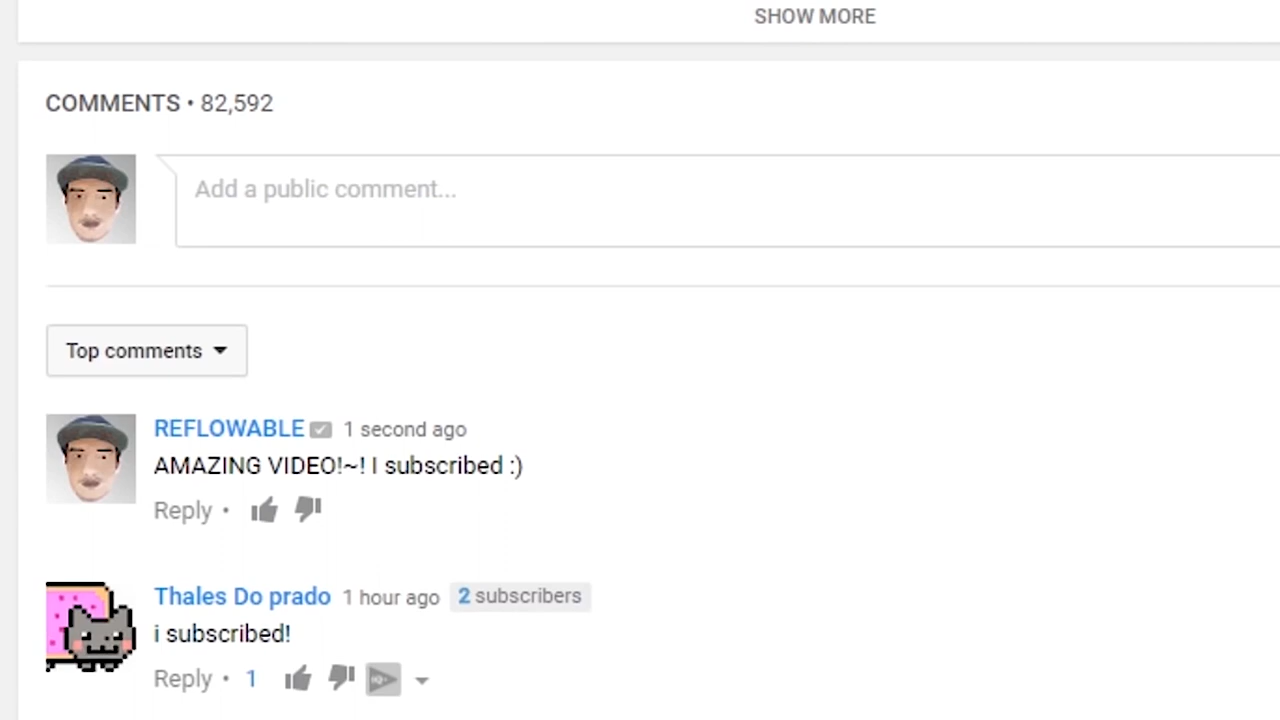 SHOW MORE
COMMENTS • 82,592
Add a public comment...
Top comments
REFLOWABLE 1 second ago
AMAZING VIDEO!~! I subscribed :)
Reply •
Thales Do prado 1 hour ago 2 subscribers
i subscribed!
Reply • 1